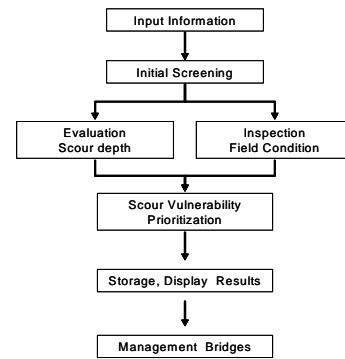 Input Information
Initial Screening
Evaluation
Scour depth
Inspection
Field Condition
Scour Vulnerability
Prioritization
Storage, Display Results
Management Bridges